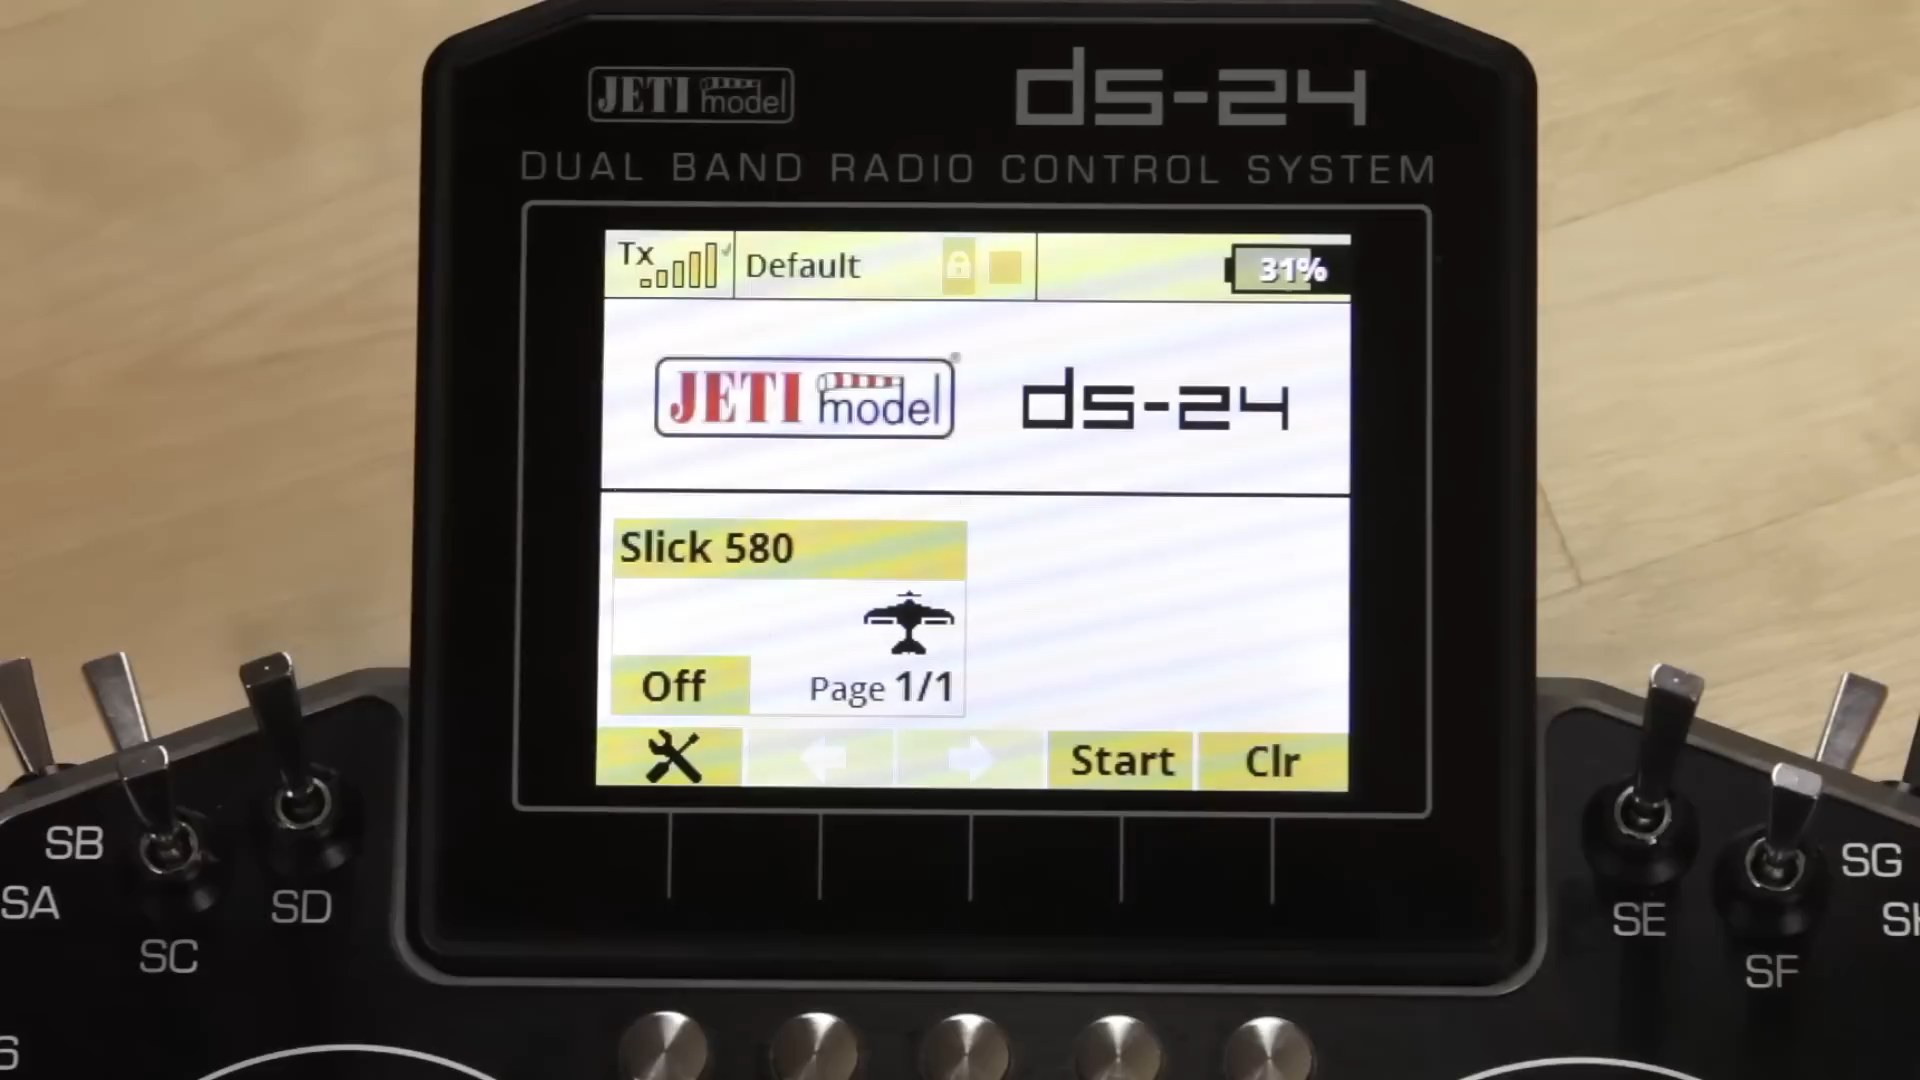 JETI model
ds-24
DUAL BAND RADIO CONTROL SYSTEM
Tx Default 31%
JETI model® ds-24
Slick 580
Off Page 1/1
Start Clr
SB
SA
SC
SD
SE
SF
SG